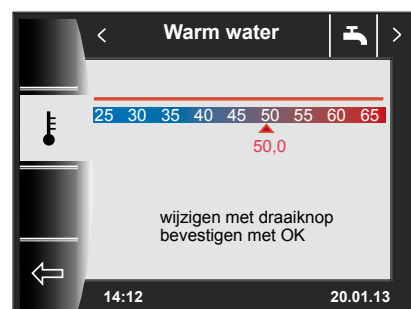 Warm water
25 30 35 40 45 50 55 60 65
50,0
wijzigen met draaiknop
bevestigen met OK
14:12 20.01.13